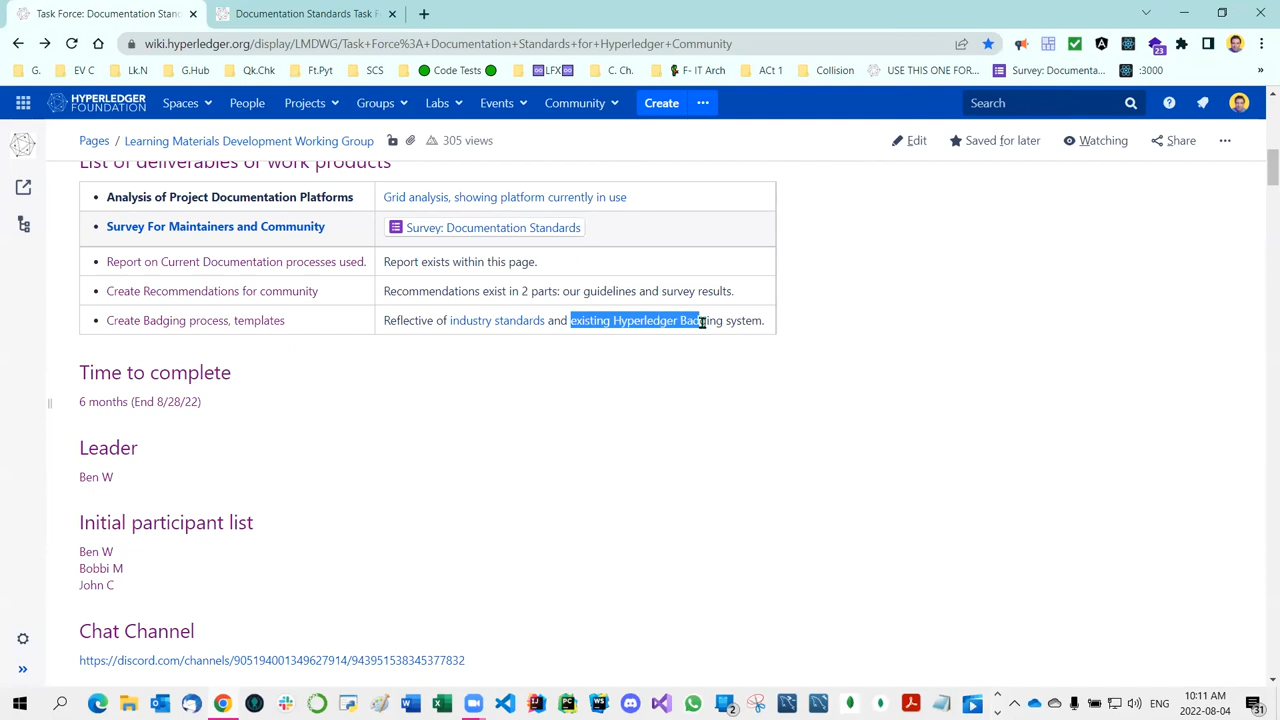 Task Force: Documentation Stand
Documentation Standards Task F
wiki.hyperledger.org/display/LMDWG/Task+Force%3A+Documentation+Standards+for+Hyperledger+Community
23
G.
EV C
Lk.N
G.Hub
Qk.Chk
Ft.Pyt
SCS
Code Tests
LFX
C. Ch.
F- IT Arch
ACt 1
Collision
USE THIS ONE FOR...
Survey: Documenta...
:3000
»
HYPERLEDGER
FOUNDATION
Spaces
People
Projects
Groups
Labs
Events
Community
Create
Search
Pages / Learning Materials Development Working Group
305 views
Edit
Saved for later
Watching
Share
List of deliverables or work products
• Analysis of Project Documentation Platforms
Grid analysis, showing platform currently in use
• Survey For Maintainers and Community
Survey: Documentation Standards
• Report on Current Documentation processes used.
Report exists within this page.
• Create Recommendations for community
Recommendations exist in 2 parts: our guidelines and survey results.
• Create Badging process, templates
Reflective of industry standards and existing Hyperledger Badging system.
Time to complete
6 months (End 8/28/22)
Leader
Ben W
Initial participant list
Ben W
Bobbi M
John C
Chat Channel
https://discord.com/channels/905194001349627914/943951538345377832
2
ENG
10:11 AM
2022-08-04
31